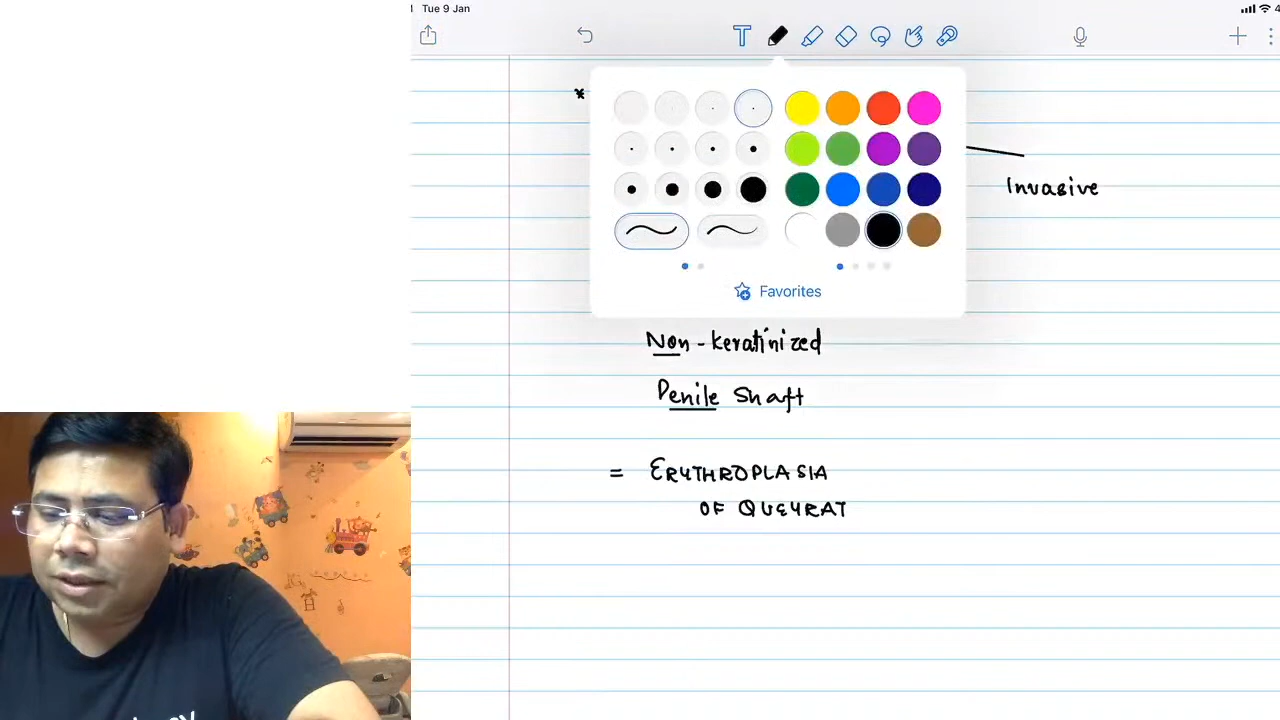 Tue 9 Jan
*
Invasive
Favorites
Non-keratinized
Penile Shaft
= ERYTHROPLASIA
OF QUEYRAT